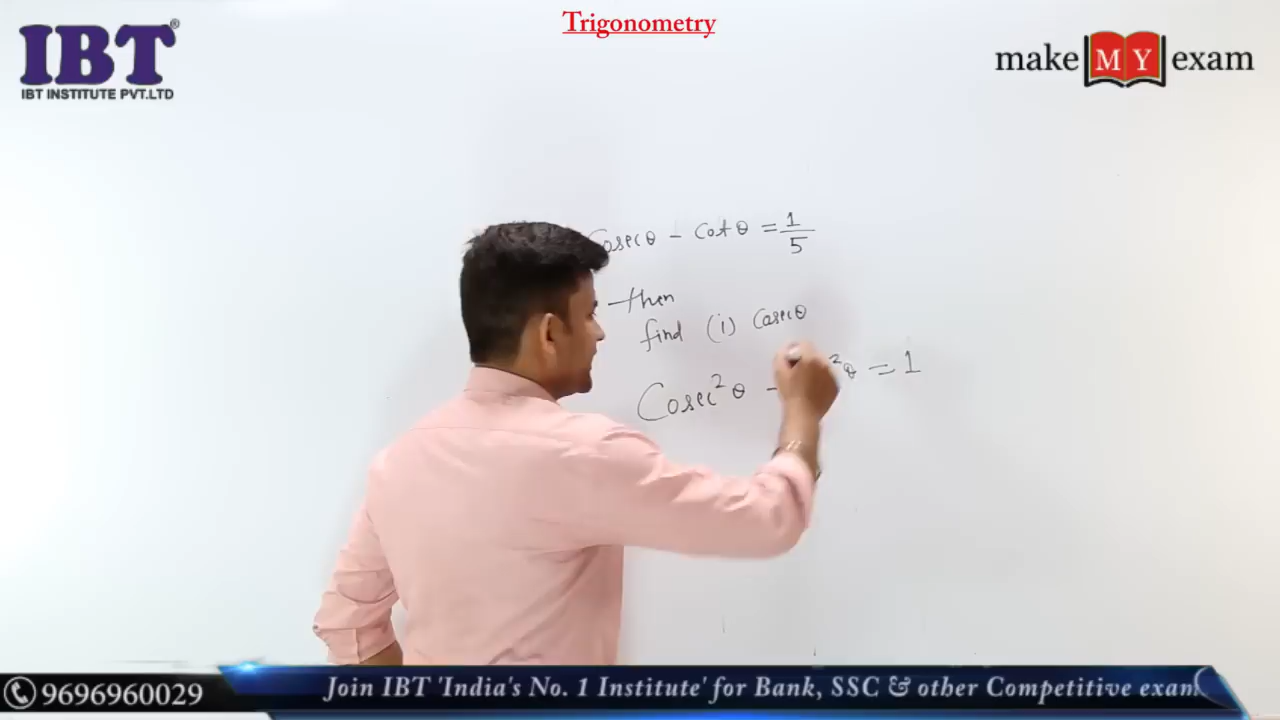 Trigonometry
IBT®
IBT INSTITUTE PVT.LTD
make MY exam
Cosecθ - Cotθ = 1/5
then
find (i) Cosecθ
Cosec²θ - ²θ = 1
9696960029
Join IBT 'India's No. 1 Institute' for Bank, SSC & other Competitive exam